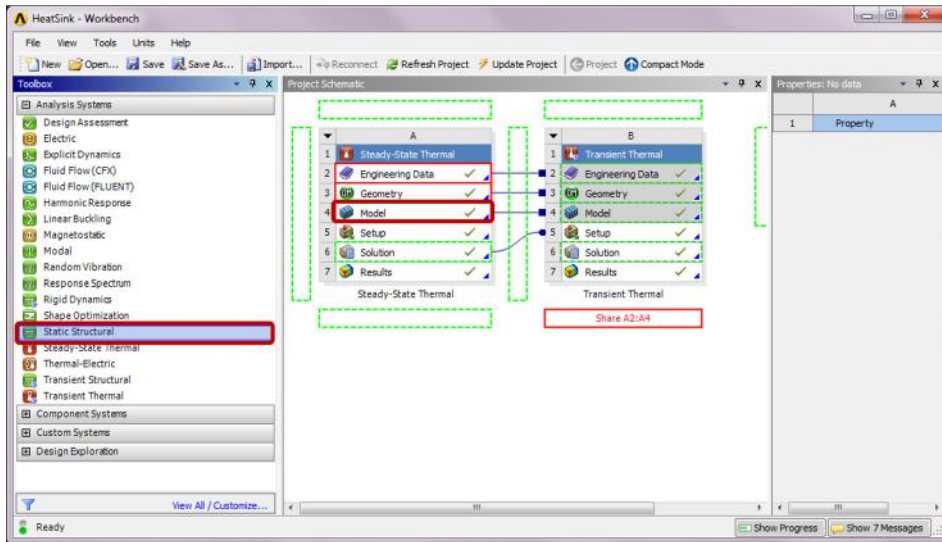 HeatSink - Workbench
File View Tools Units Help
New Open... Save Save As... Import... Reconnect Refresh Project Update Project Project Compact Mode
Toolbox
Project Schematic
Properties: No data
Analysis Systems
Design Assessment
Electric
Explicit Dynamics
Fluid Flow (CFX)
Fluid Flow (FLUENT)
Harmonic Response
Linear Buckling
Magnetostatic
Modal
Random Vibration
Response Spectrum
Rigid Dynamics
Shape Optimization
Static Structural
Steady-State Thermal
Thermal-Electric
Transient Structural
Transient Thermal
Component Systems
Custom Systems
Design Exploration
View All / Customize...
A
1 Steady-State Thermal
2 Engineering Data
3 Geometry
4 Model
5 Setup
6 Solution
7 Results
Steady-State Thermal
B
1 Transient Thermal
2 Engineering Data
3 Geometry
4 Model
5 Setup
6 Solution
7 Results
Transient Thermal
Share A2:A4
A
1 Property
Ready
Show Progress Show 7 Messages